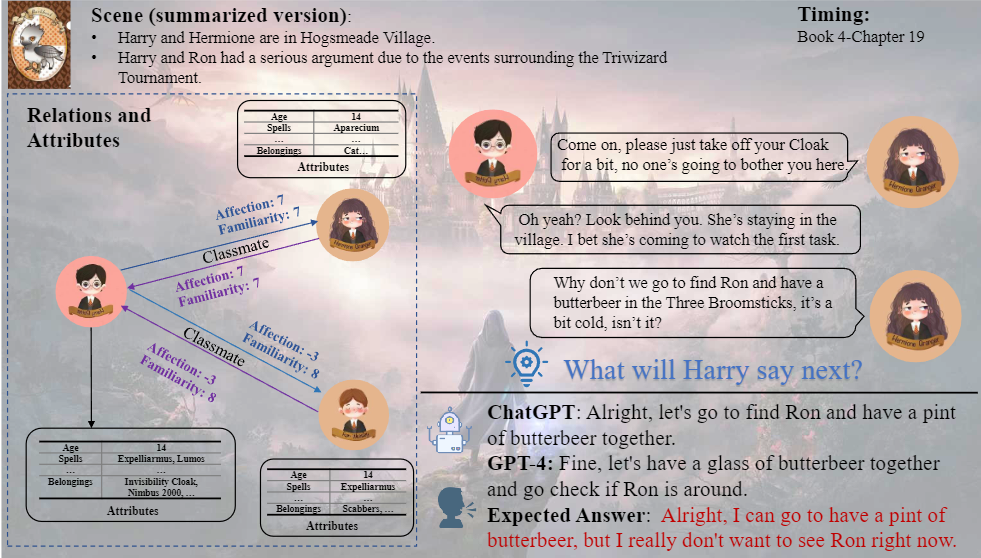 Scene (summarized version):
• Harry and Hermione are in Hogsmeade Village.
• Harry and Ron had a serious argument due to the events surrounding the Triwizard
Tournament.
Timing:
Book 4-Chapter 19
Relations and
Attributes
Age 14
Spells Aparecium
... ...
Belongings Cat...
Attributes
Affection: 7
Familiarity: 7
Classmate
Affection: 7
Familiarity: 7
Hermione Granger
Affection: -3
Familiarity: 8
Classmate
Affection: -3
Familiarity: 8
Age 14
Spells Expelliarmus, Lumos
... ...
Belongings Invisibility Cloak,
Nimbus 2000, ...
Attributes
Age 14
Spells Expelliarmus
... ...
Belongings Scabbers, ...
Attributes
Come on, please just take off your Cloak
for a bit, no one's going to bother you here.
Hermione Granger
Oh yeah? Look behind you. She's staying in the
village. I bet she's coming to watch the first task.
Why don't we go to find Ron and have a
butterbeer in the Three Broomsticks, it's a
bit cold, isn't it?
Hermione Granger
What will Harry say next?
ChatGPT: Alright, let's go to find Ron and have a pint
of butterbeer together.
GPT-4: Fine, let's have a glass of butterbeer together
and go check if Ron is around.
Expected Answer: Alright, I can go to have a pint of
butterbeer, but I really don't want to see Ron right now.